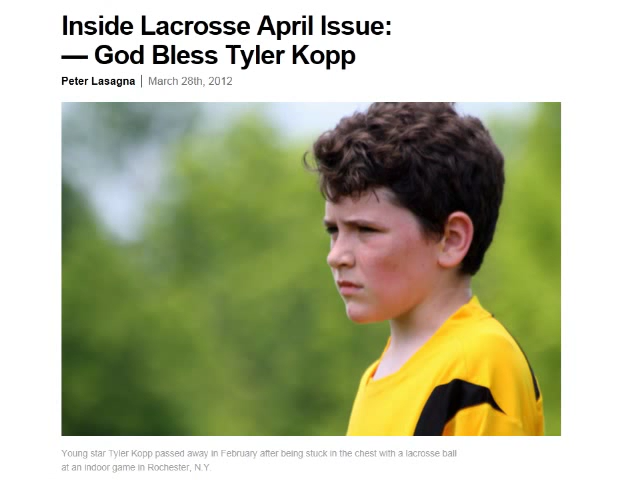 Inside Lacrosse April Issue:
— God Bless Tyler Kopp
Peter Lasagna | March 28th, 2012
Young star Tyler Kopp passed away in February after being stuck in the chest with a lacrosse ball
at an indoor game in Rochester, N.Y.